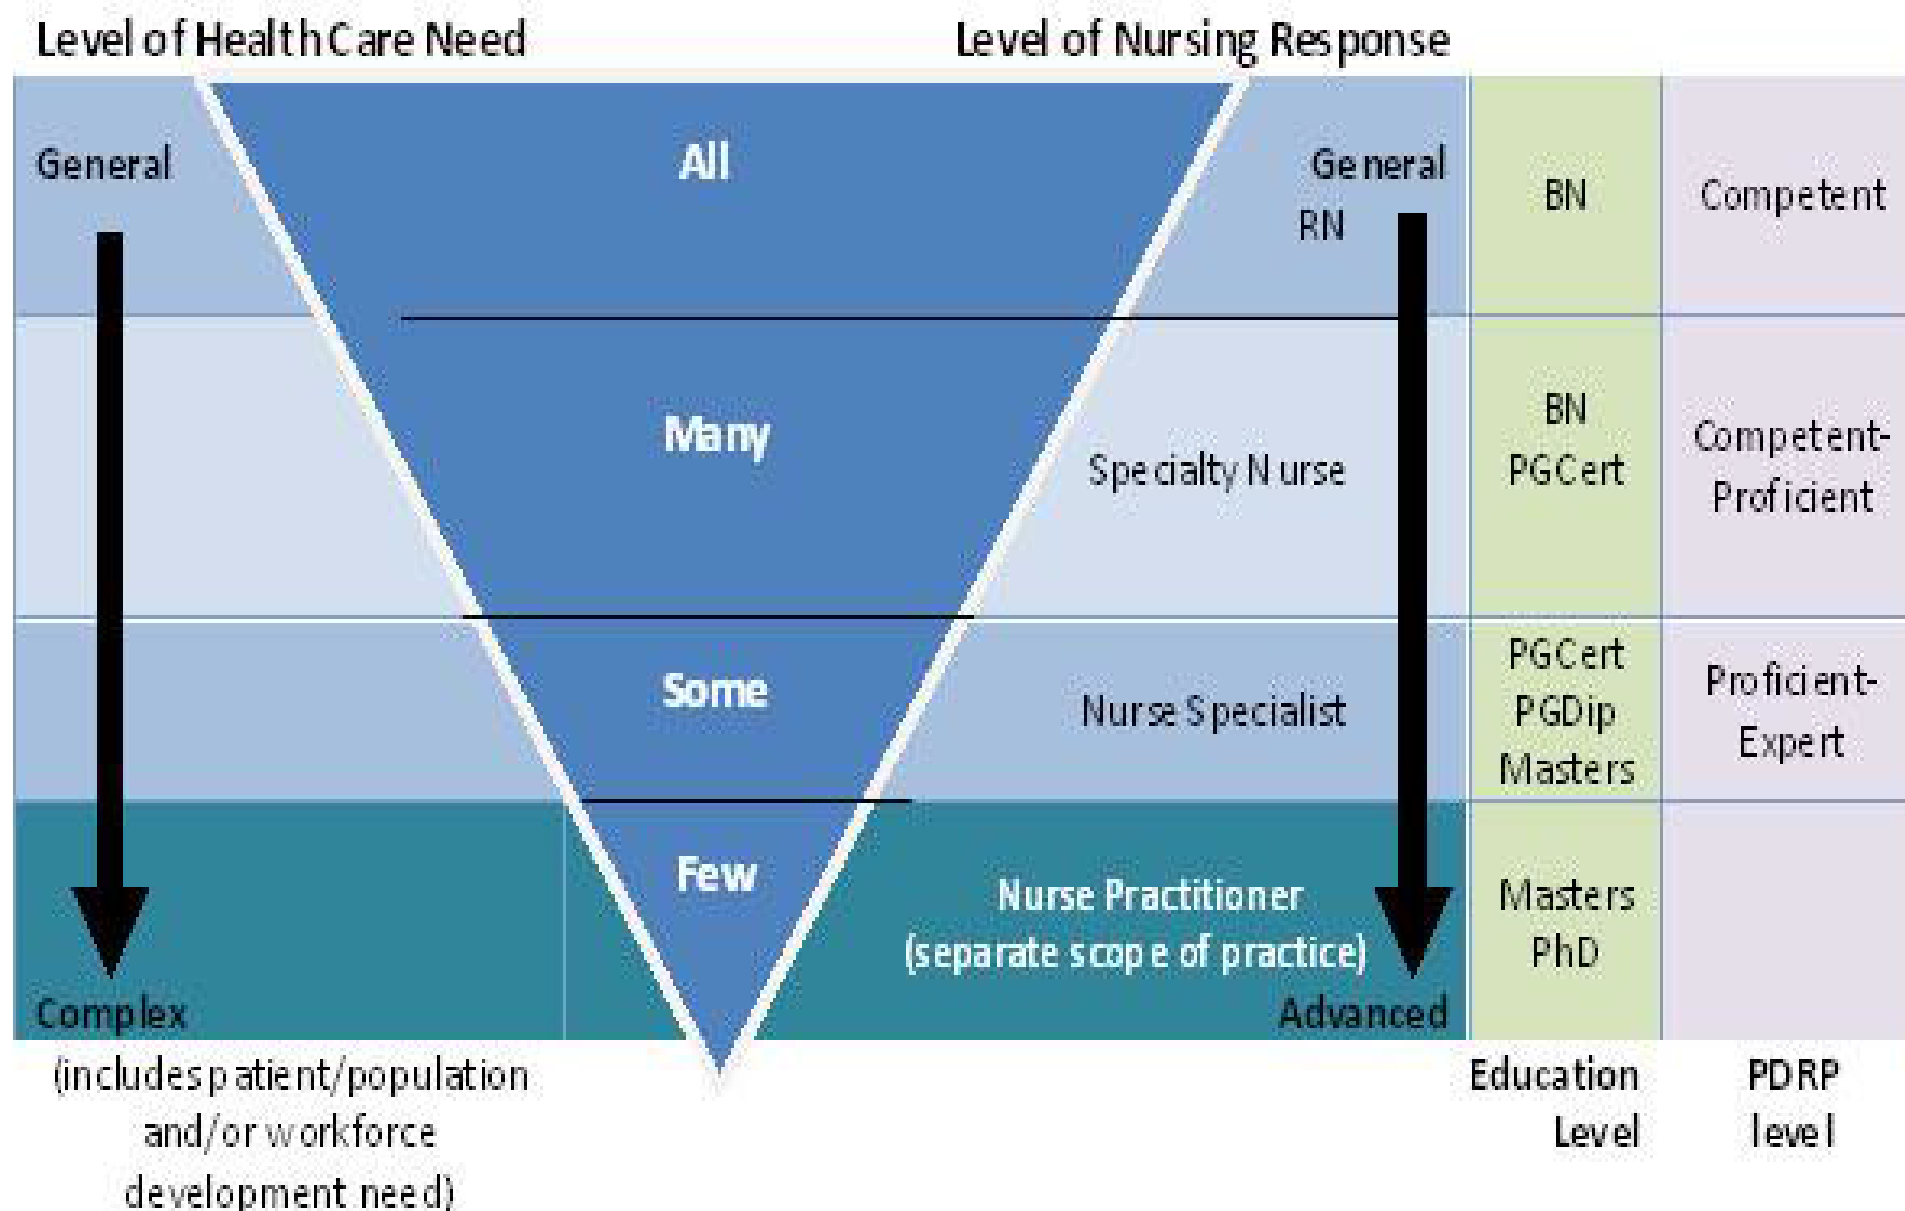 Level of Health Care Need
Level of Nursing Response
General
All
General
RN
BN
Competent
Many
Specialty Nurse
BN
PGCert
Competent-
Proficient
Some
Nurse Specialist
PGCert
PGDip
Masters
Proficient-
Expert
Few
Nurse Practitioner
(separate scope of practice)
Masters
PhD
Complex
Advanced
(includes patient/population
and/or workforce
development need)
Education
Level
PDRP
level